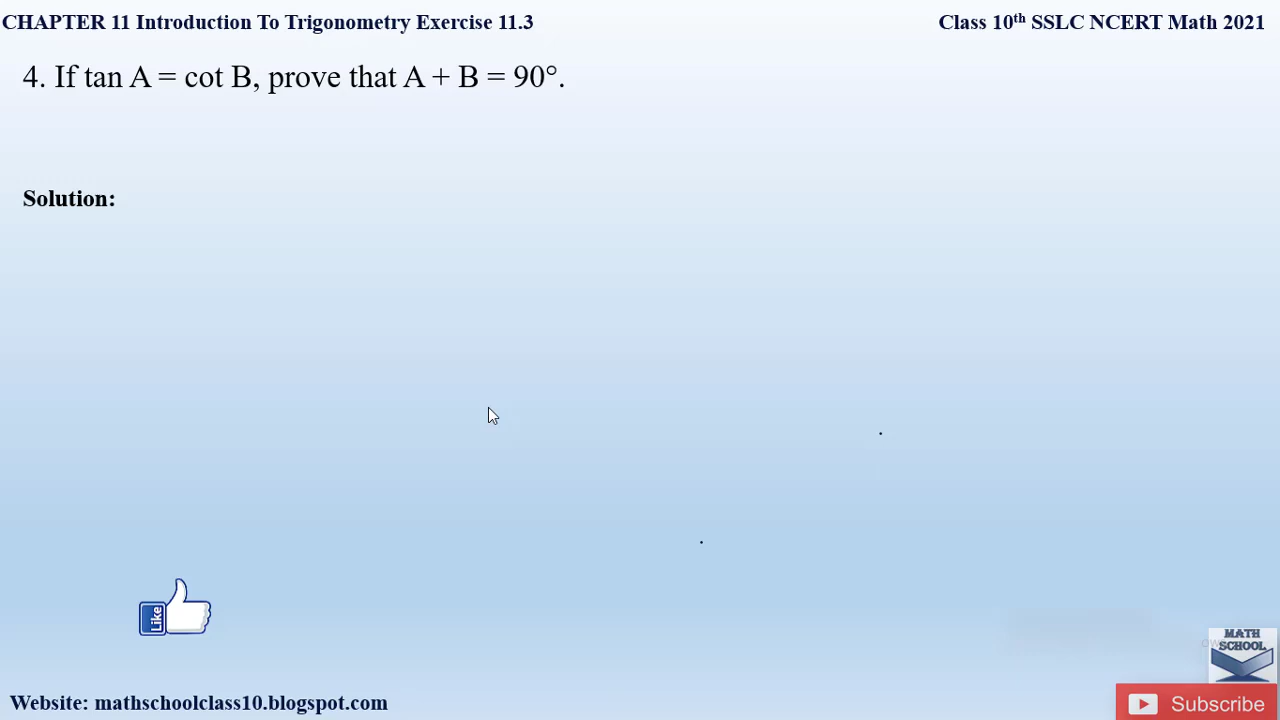 CHAPTER 11 Introduction To Trigonometry Exercise 11.3
Class 10th SSLC NCERT Math 2021
4. If tan A = cot B, prove that A + B = 90°.
Solution:
Like
MATH
SCHOOL
Website: mathschoolclass10.blogspot.com
Subscribe